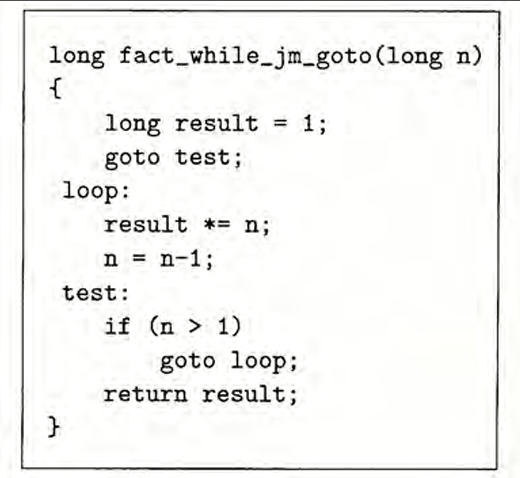 long fact_while_jm_goto(long n)
{
    long result = 1;
    goto test;
 loop:
    result *= n;
    n = n-1;
 test:
    if (n > 1)
        goto loop;
    return result;
}